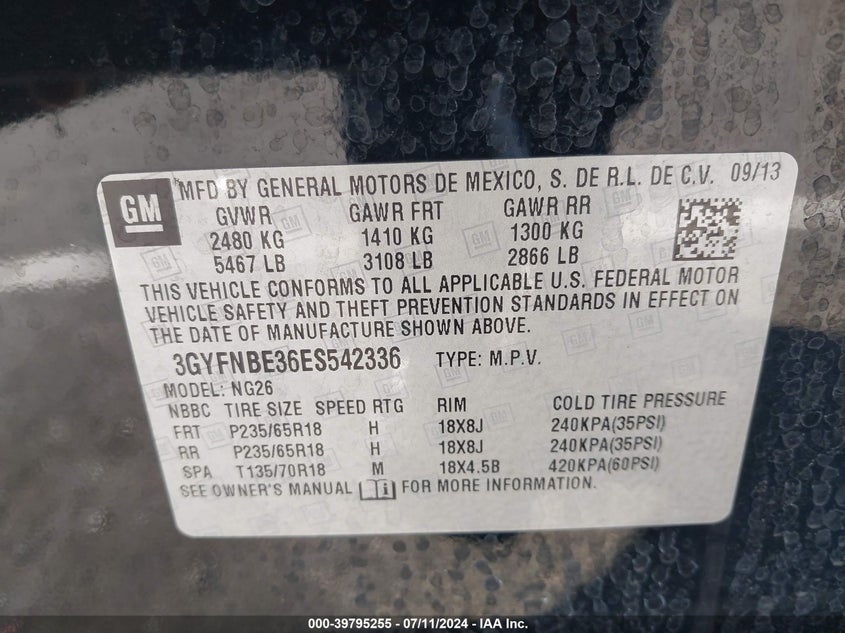 GM
MFD BY GENERAL MOTORS DE MEXICO, S. DE R.L. DE C.V. 09/13
GVWR GAWR FRT GAWR RR
2480 KG 1410 KG 1300 KG
5467 LB 3108 LB 2866 LB
THIS VEHICLE CONFORMS TO ALL APPLICABLE U.S. FEDERAL MOTOR
VEHICLE SAFETY AND THEFT PREVENTION STANDARDS IN EFFECT ON
THE DATE OF MANUFACTURE SHOWN ABOVE.
3GYFNBE36ES542336 TYPE: M.P.V.
MODEL: NG26
NBBC TIRE SIZE SPEED RTG RIM COLD TIRE PRESSURE
FRT P235/65R18 H 18X8J 240KPA(35PSI)
RR P235/65R18 H 18X8J 240KPA(35PSI)
SPA T135/70R18 M 18X4.5B 420KPA(60PSI)
SEE OWNER'S MANUAL i FOR MORE INFORMATION.
000-39795255 - 07/11/2024 - IAA Inc.